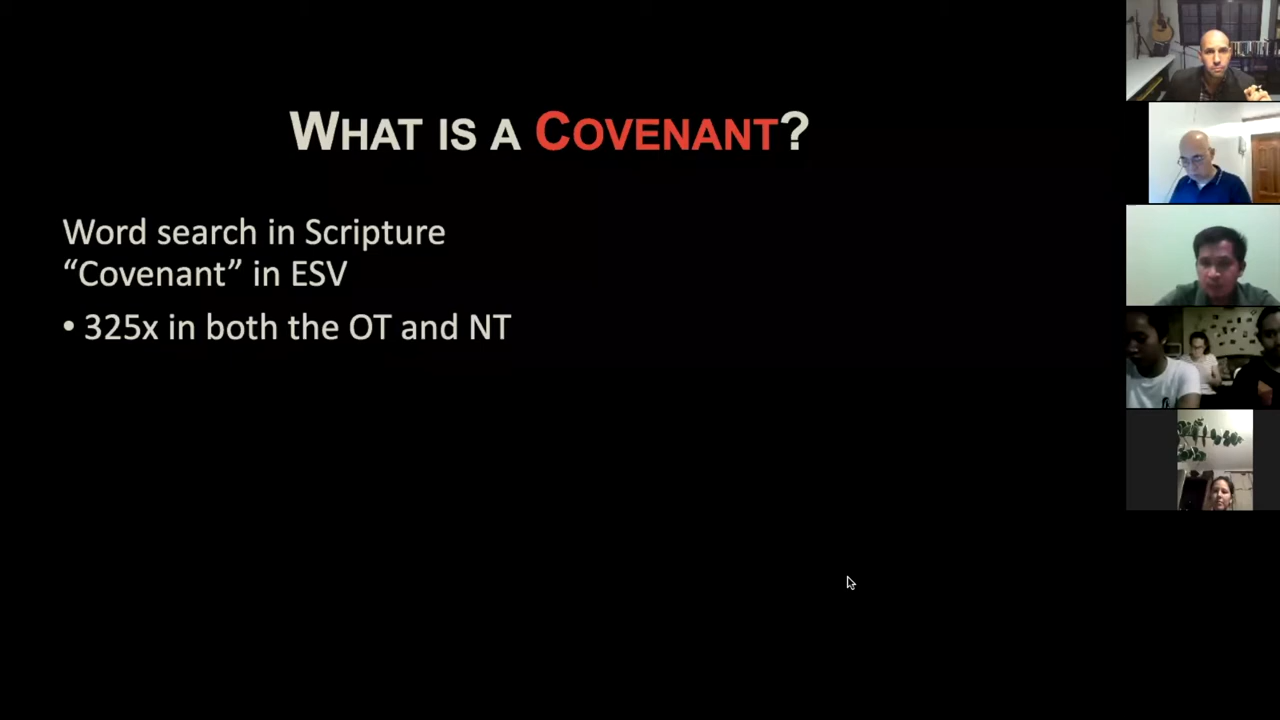 WHAT IS A COVENANT?
Word search in Scripture
“Covenant” in ESV
• 325x in both the OT and NT